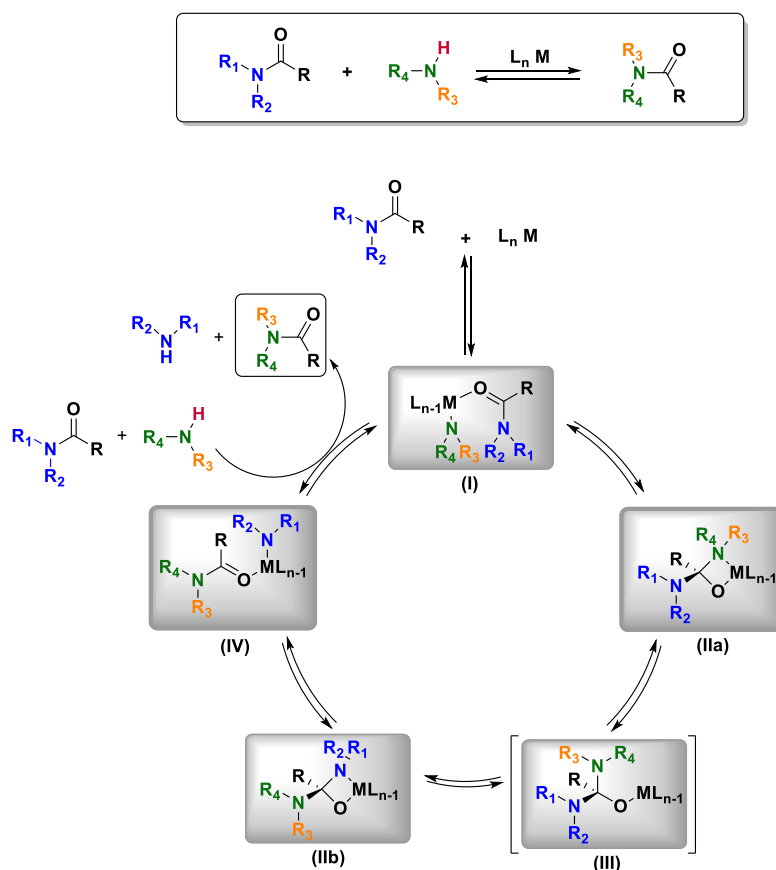 O H R3 O
R1 N R + R4 N LnM N
R2 R3 R4 R
O
R1 N R + Ln M
R2
R2 R1 + R3 O
N N
H R4 R
O H
R1 N R + R4 N
R2 R3
Ln-1M O R
N N
R4 R3 R2 R1
(I)
R4 R3
R N
R1 N O MLn-1
R2
(IIa)
R2 R1
R N
R4 N O MLn-1
R3
(IV)
R3 N R4
R
R1 N O MLn-1
R2
(III)
R2 R1
R N
R4 N O MLn-1
R3
(IIb)